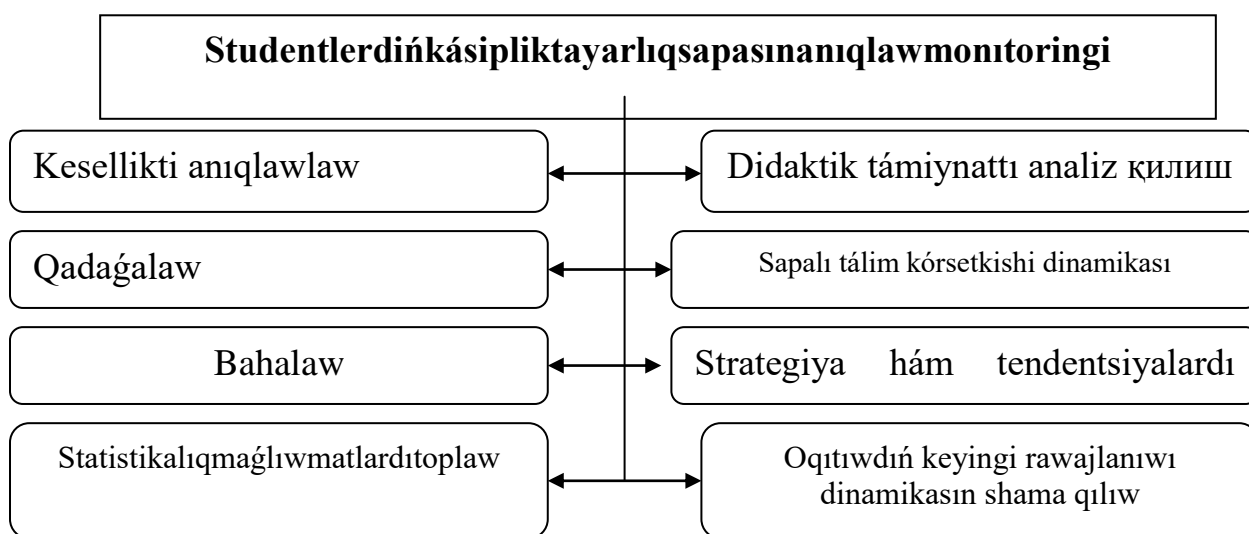 Studentlerdińkásipliktayarlıqsapasınanıqlawmonıtoringi
Kesellikti anıqlawlaw
Didaktik támiynattı analiz қилиш
Qadaǵalaw
Sapalı tálim kórsetkishi dinamikası
Bahalaw
Strategiya hám tendentsiyalardı
Statistikalıqmaǵlıwmatlardıtoplaw
Oqıtıwdıń keyingi rawajlanıwı
dinamikasın shama qılıw